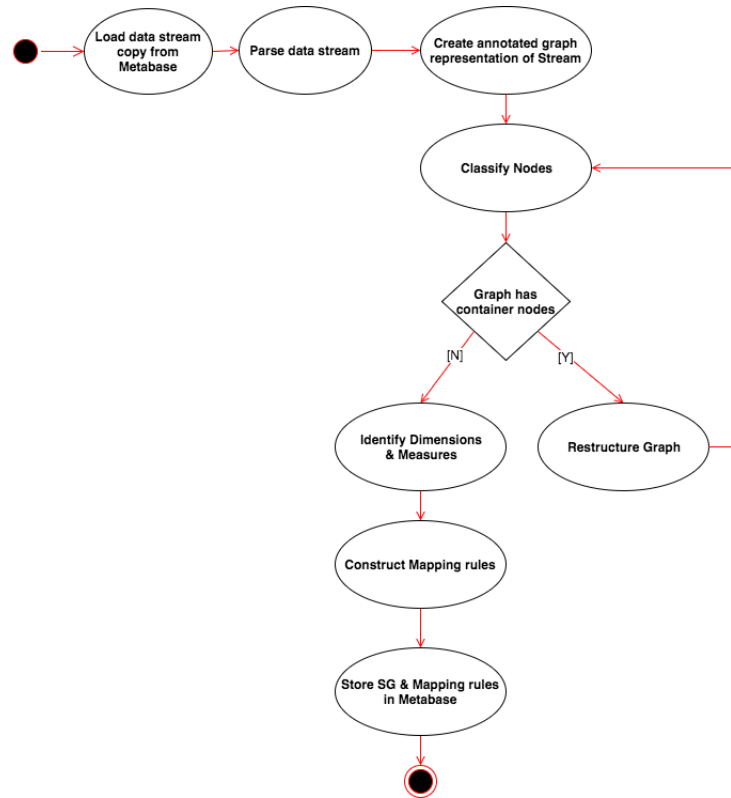 Load data stream
copy from
Metabase
Parse data stream
Create annotated graph
representation of Stream
Classify Nodes
Graph has
container nodes
[N]
[Y]
Identify Dimensions
& Measures
Restructure Graph
Construct Mapping rules
Store SG & Mapping rules
in Metabase